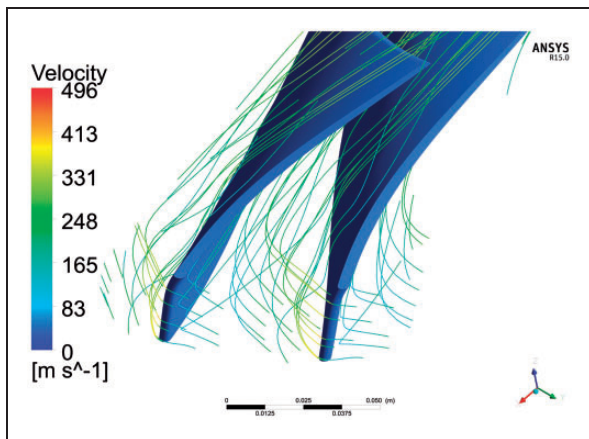 ANSYS
R15.0
Velocity
496
413
331
248
165
83
0
[m s^-1]
0 0.025 0.050 (m)
0.0125 0.0375
Z
Y